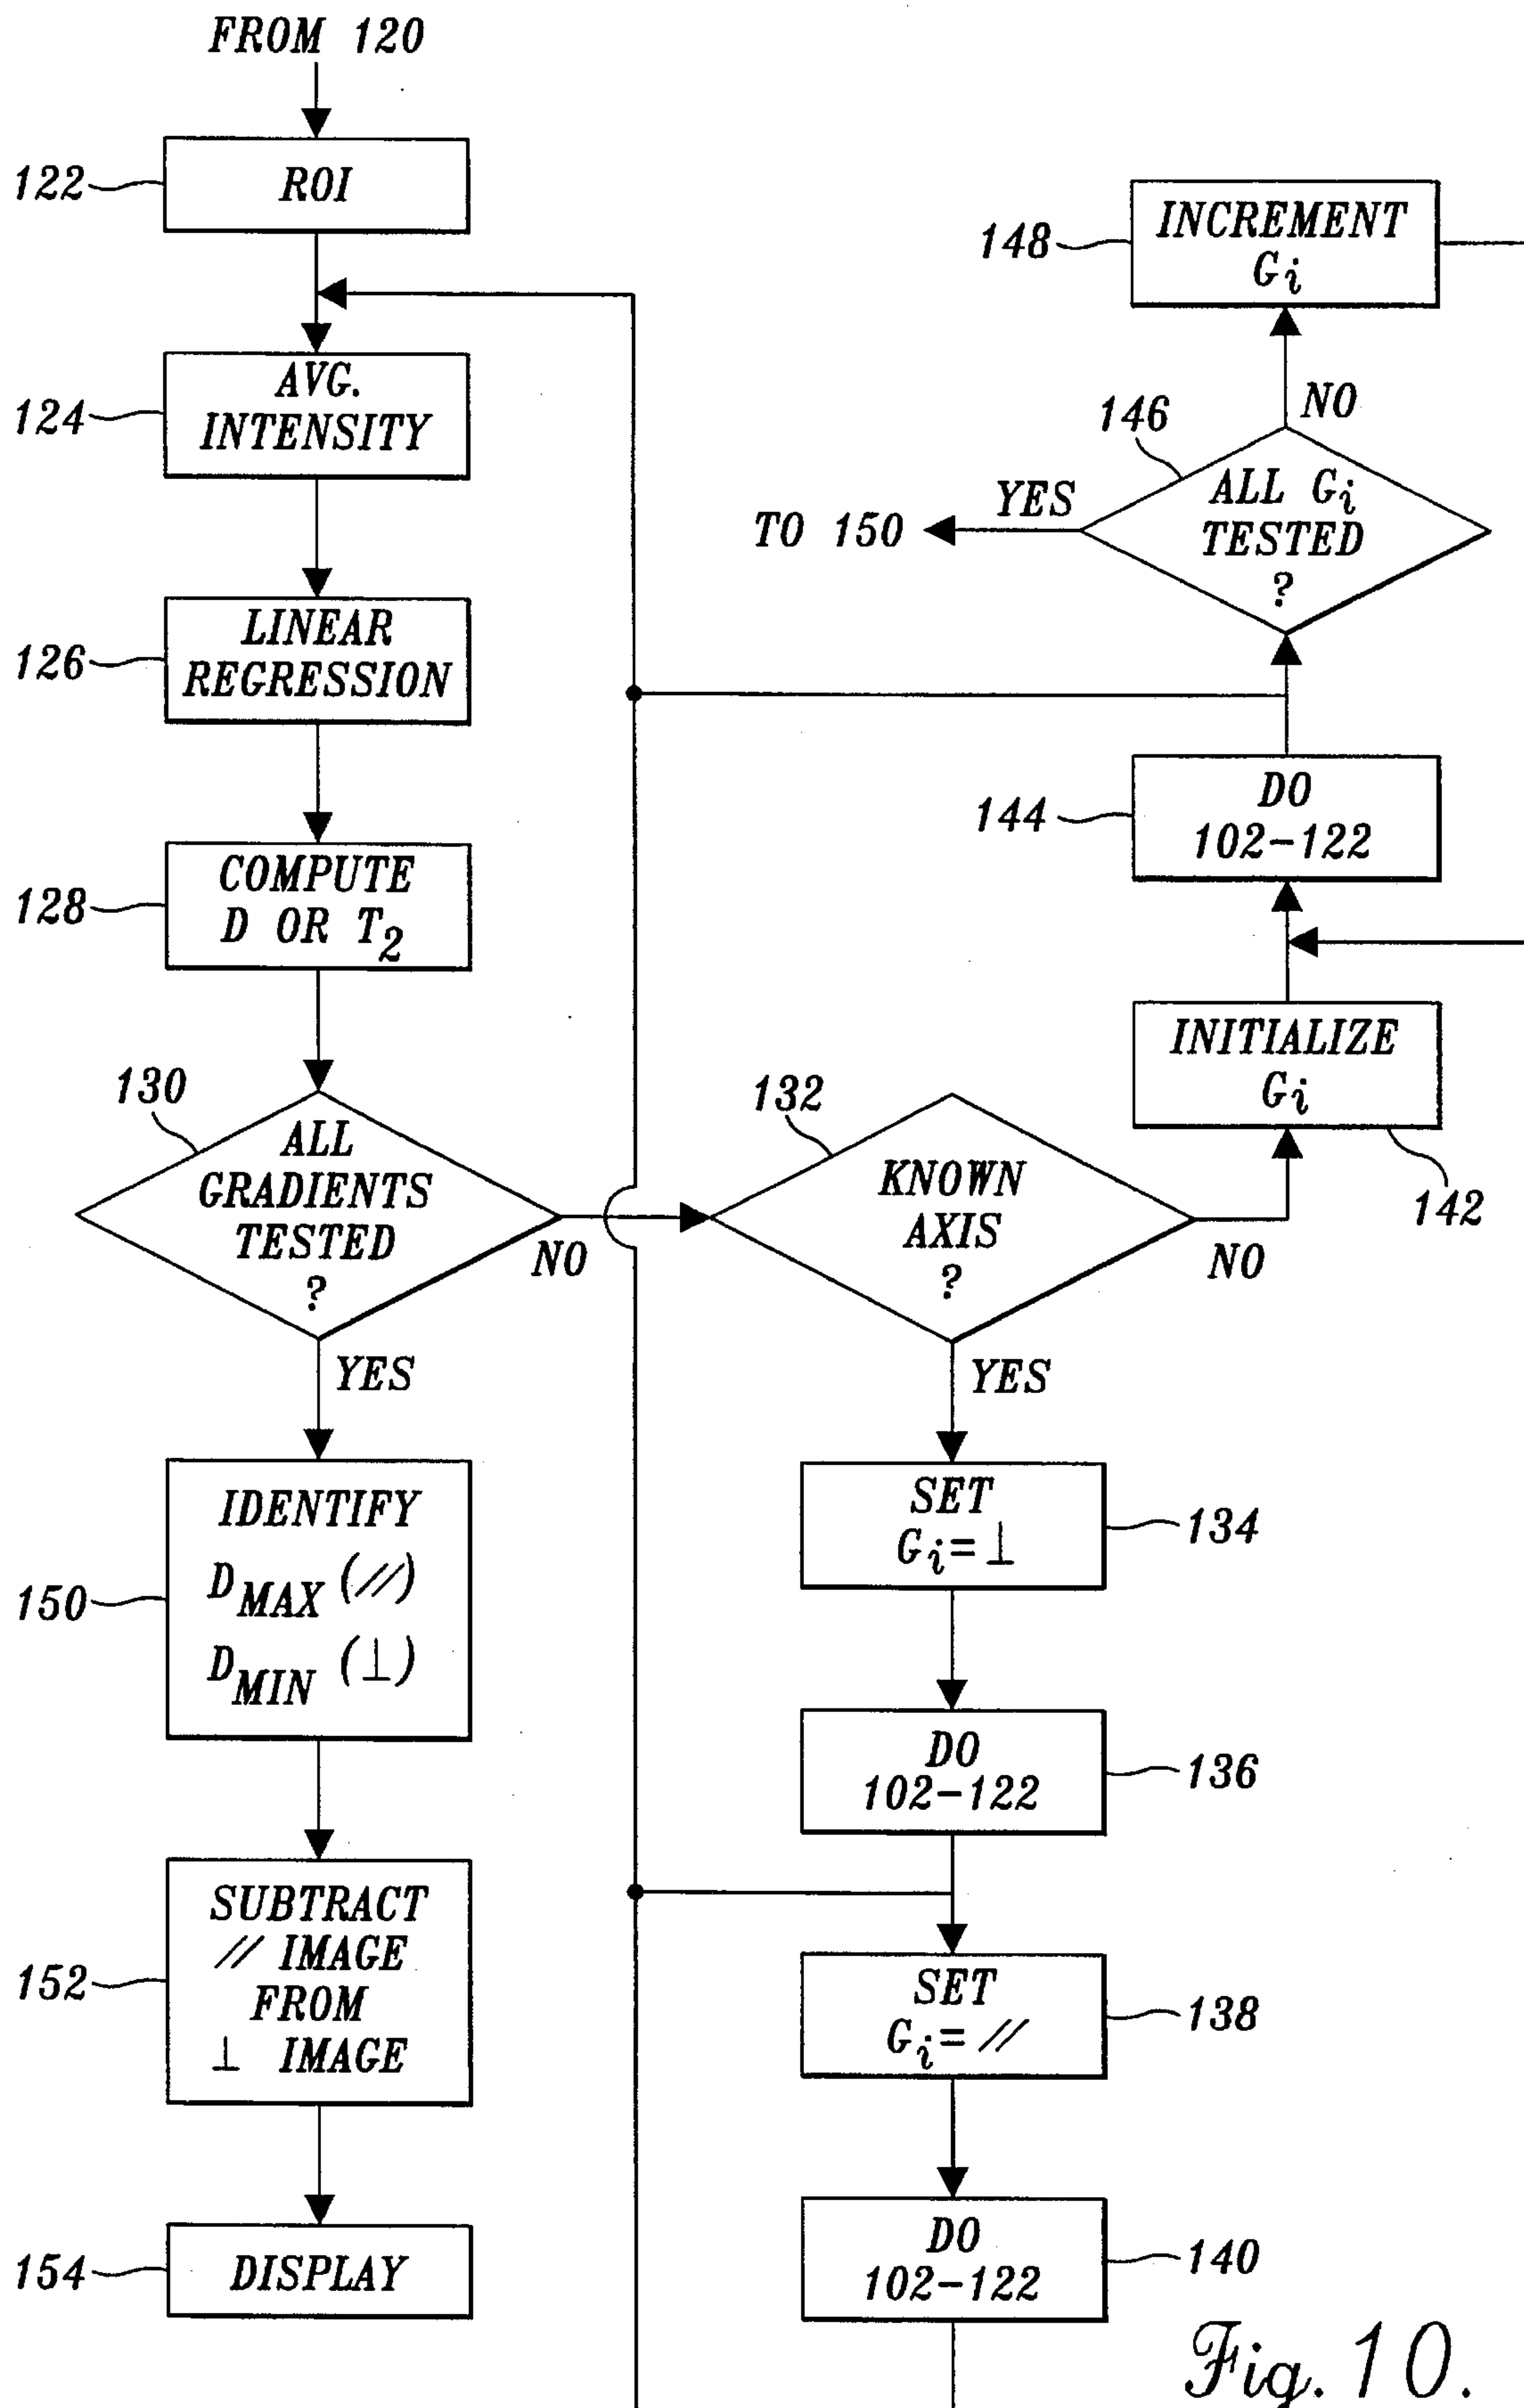 FROM 120
122
ROI
124
AVG.
INTENSITY
126
LINEAR
REGRESSION
128
COMPUTE
D OR T2
130
ALL
GRADIENTS
TESTED
?
NO
YES
150
IDENTIFY
DMAX (//)
DMIN (⊥)
152
SUBTRACT
// IMAGE
FROM
⊥ IMAGE
154
DISPLAY
132
KNOWN
AXIS
?
NO
YES
SET
Gi=⊥
134
DO
102-122
136
SET
Gi=//
138
DO
102-122
140
148
INCREMENT
Gi
NO
146
ALL Gi
TESTED
?
YES
TO 150
144
DO
102-122
INITIALIZE
Gi
142
Fig. 10.